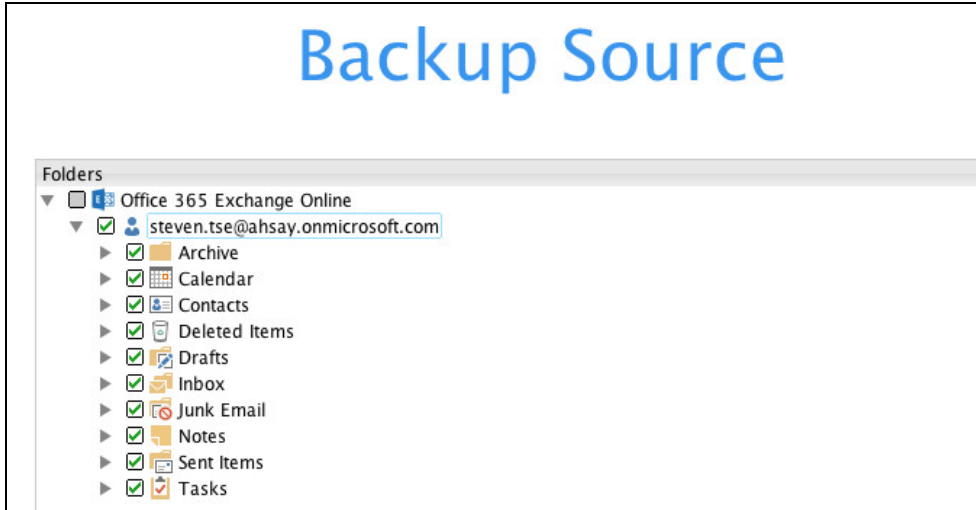 Backup Source
Folders
Office 365 Exchange Online
steven.tse@ahsay.onmicrosoft.com
Archive
Calendar
Contacts
Deleted Items
Drafts
Inbox
Junk Email
Notes
Sent Items
Tasks